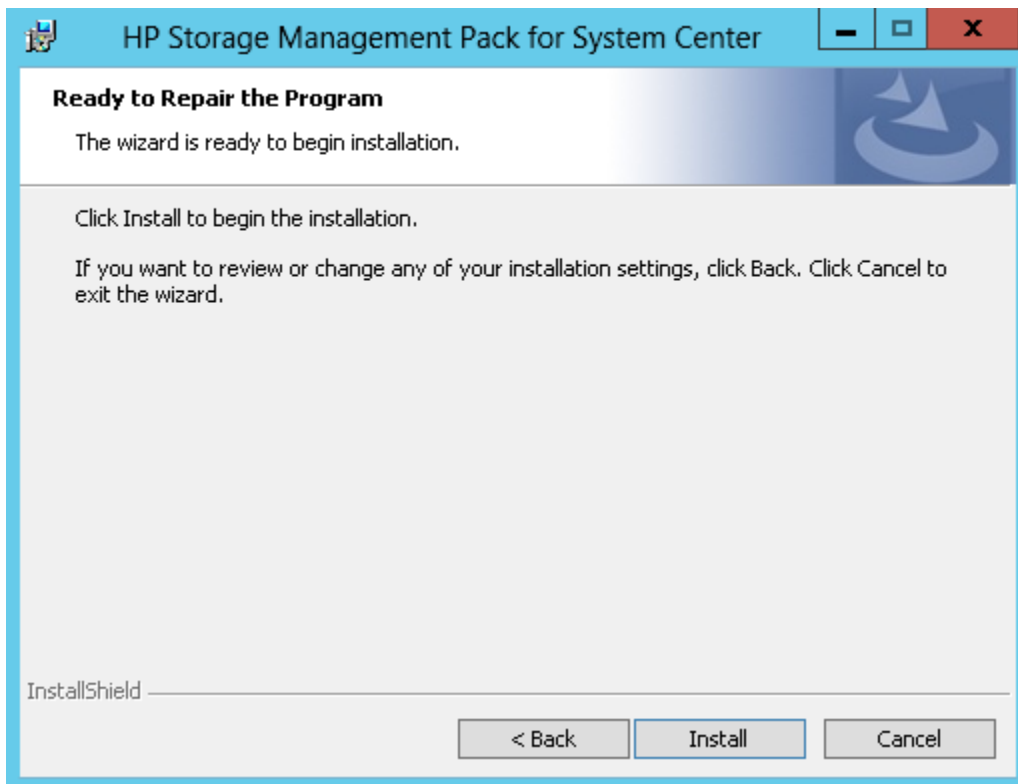 HP Storage Management Pack for System Center
Ready to Repair the Program
The wizard is ready to begin installation.
Click Install to begin the installation.
If you want to review or change any of your installation settings, click Back. Click Cancel to
exit the wizard.
InstallShield
< Back
Install
Cancel